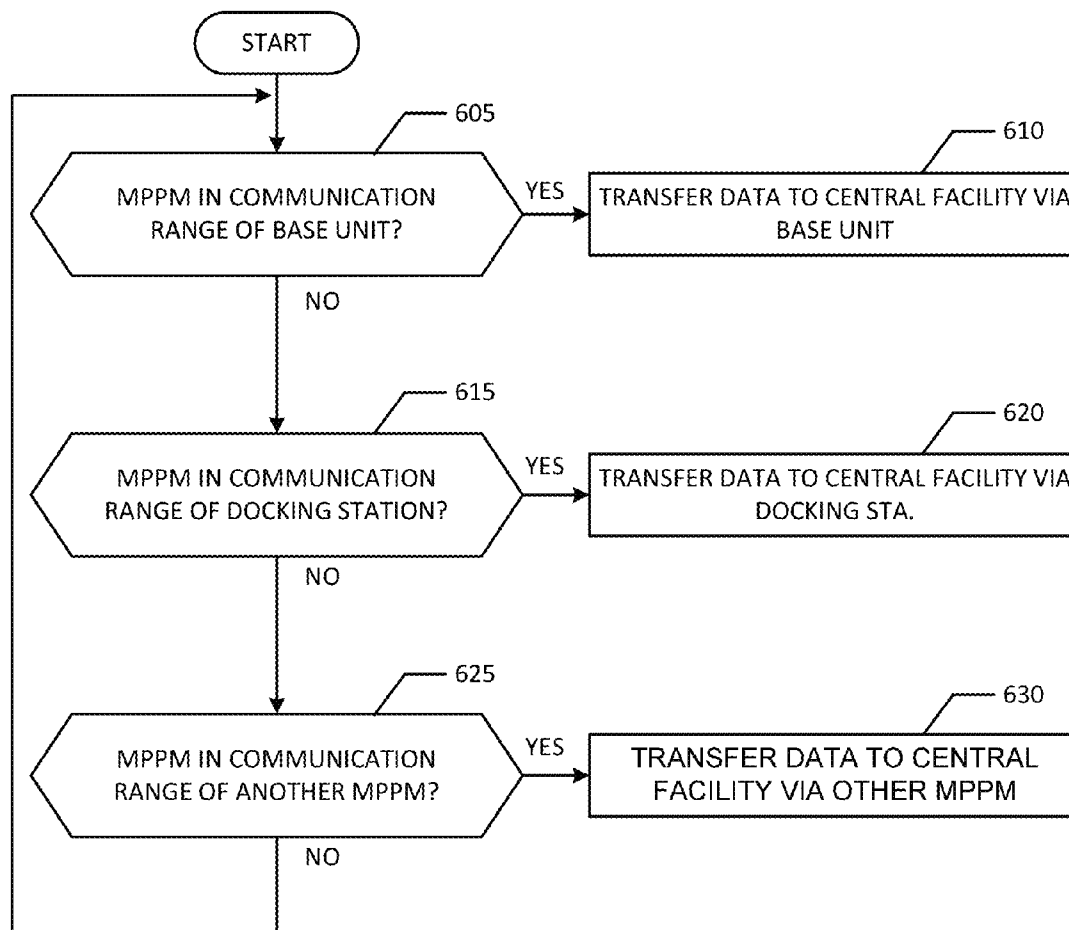 START
605
MPPM IN COMMUNICATION
RANGE OF BASE UNIT?
YES
610
TRANSFER DATA TO CENTRAL FACILITY VIA
BASE UNIT
NO
615
MPPM IN COMMUNICATION
RANGE OF DOCKING STATION?
YES
620
TRANSFER DATA TO CENTRAL FACILITY VIA
DOCKING STA.
NO
625
MPPM IN COMMUNICATION
RANGE OF ANOTHER MPPM?
YES
630
TRANSFER DATA TO CENTRAL
FACILITY VIA OTHER MPPM
NO